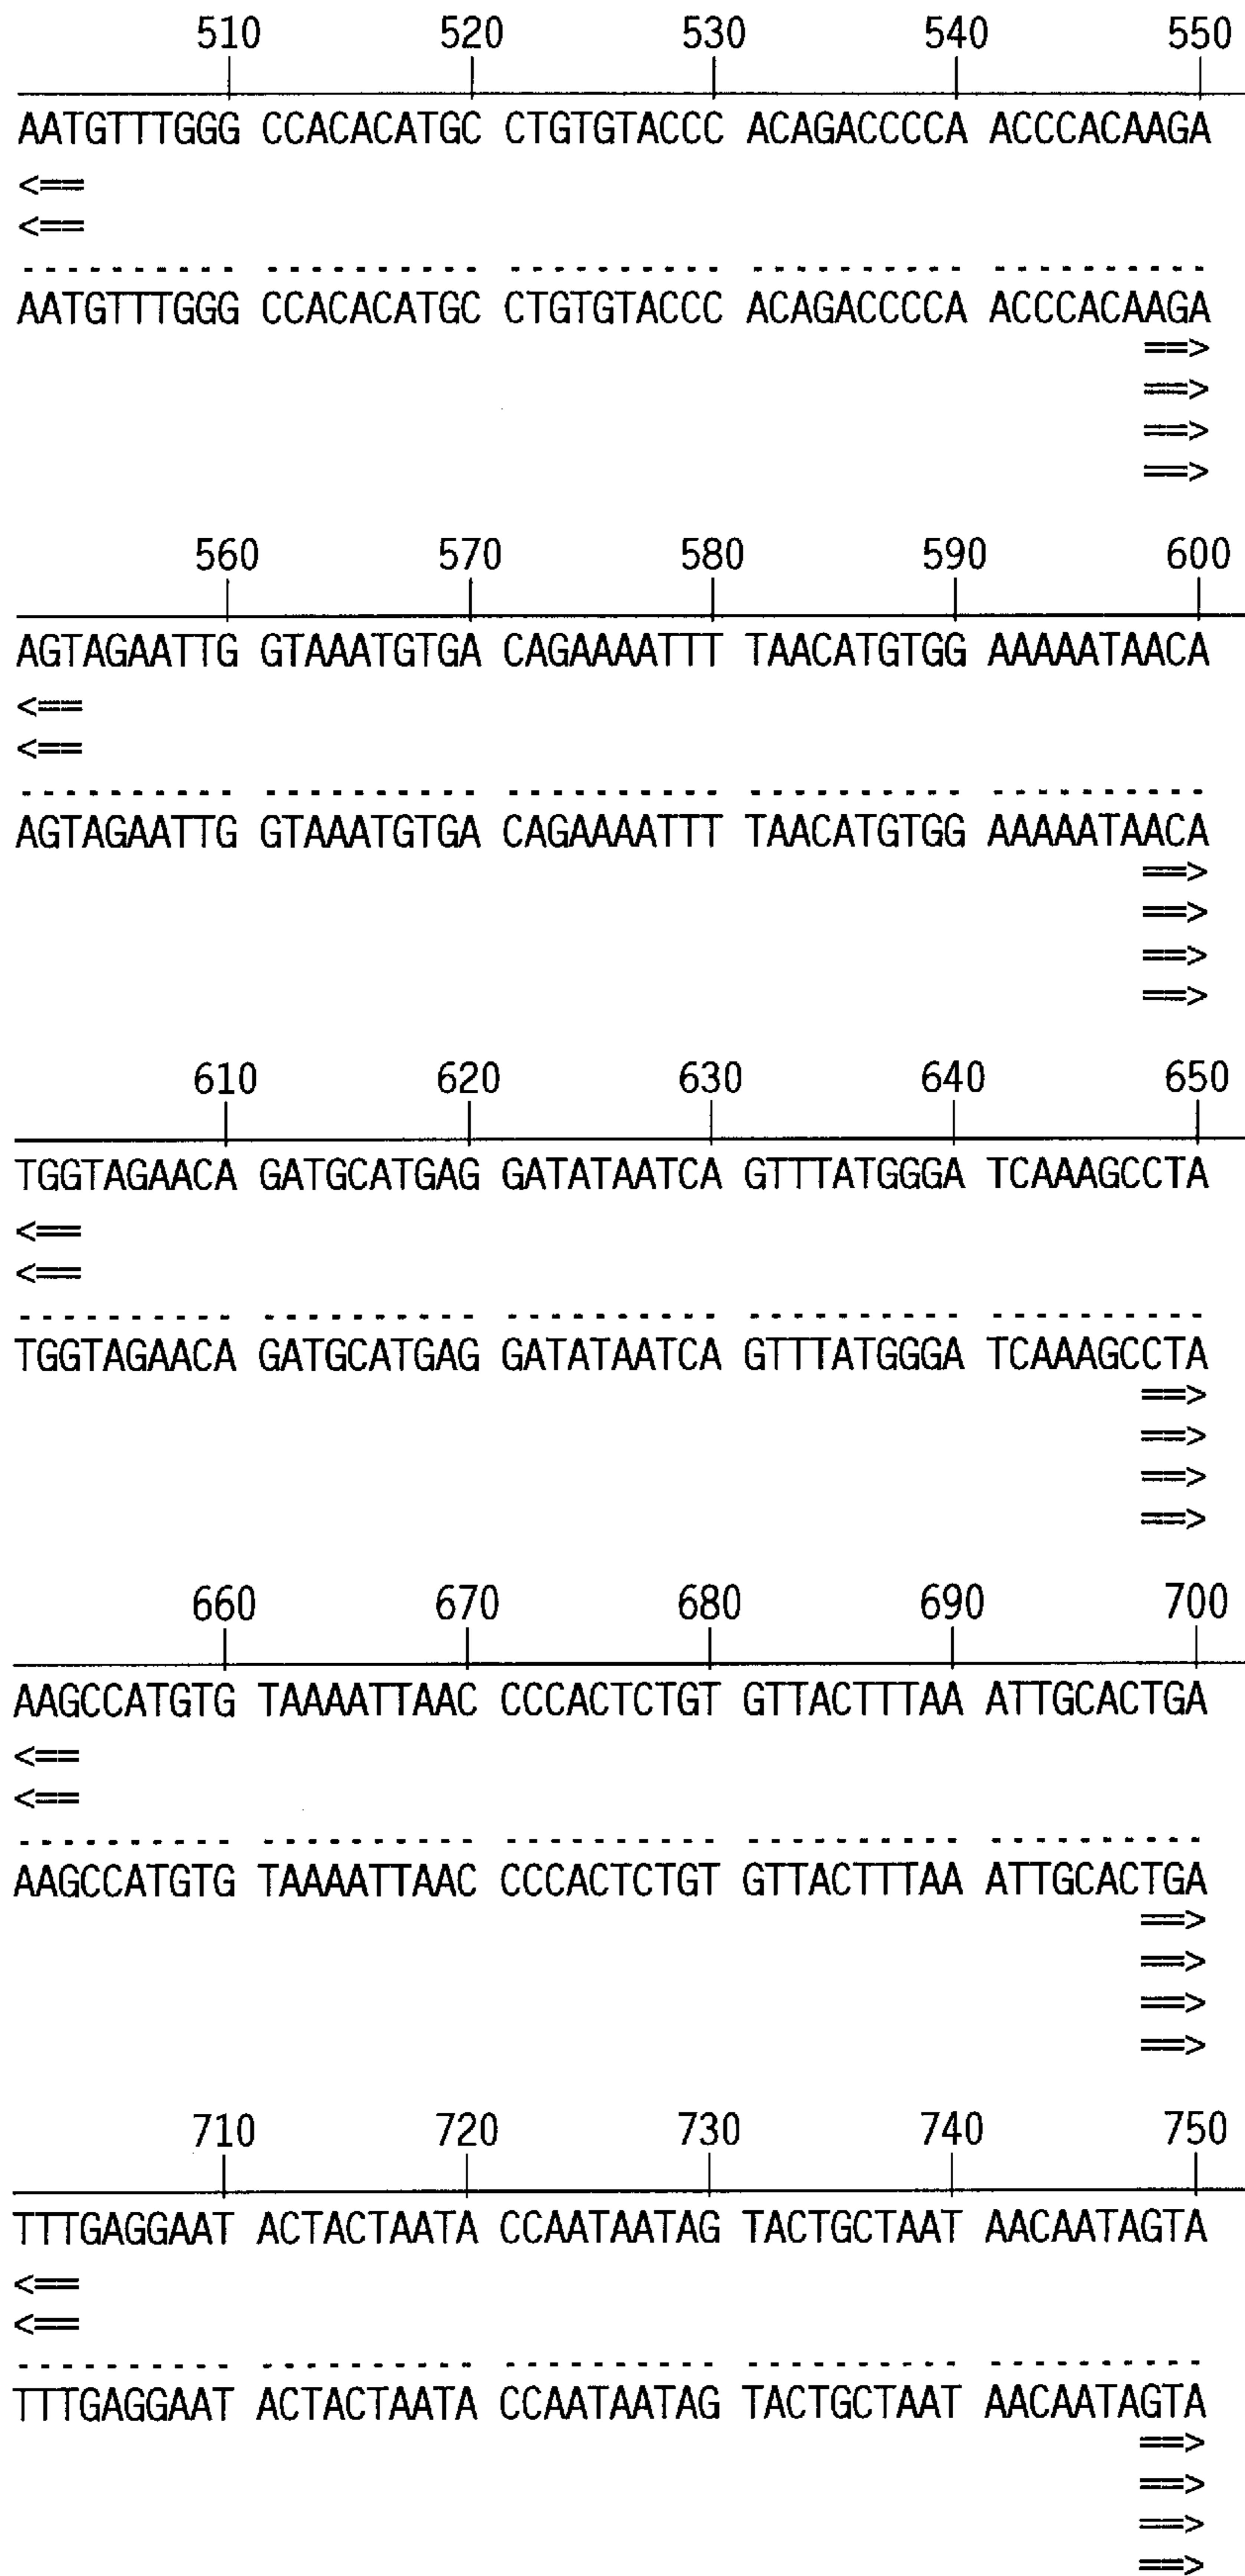 510 520 530 540 550
AATGTTTGGG CCACACATGC CTGTGTACCC ACAGACCCCA ACCCACAAGA
<==
<==
- - - - - - - - - - - - - - - - - - - - - - - - - - - - - - - - - - - - - - - - - - - - - - - - - -
AATGTTTGGG CCACACATGC CTGTGTACCC ACAGACCCCA ACCCACAAGA
==>
==>
==>
==>
560 570 580 590 600
AGTAGAATTG GTAAATGTGA CAGAAAATTT TAACATGTGG AAAAATAACA
<==
<==
- - - - - - - - - - - - - - - - - - - - - - - - - - - - - - - - - - - - - - - - - - - - - - - - - -
AGTAGAATTG GTAAATGTGA CAGAAAATTT TAACATGTGG AAAAATAACA
==>
==>
==>
==>
610 620 630 640 650
TGGTAGAACA GATGCATGAG GATATAATCA GTTTATGGGA TCAAAGCCTA
<==
<==
- - - - - - - - - - - - - - - - - - - - - - - - - - - - - - - - - - - - - - - - - - - - - - - - - -
TGGTAGAACA GATGCATGAG GATATAATCA GTTTATGGGA TCAAAGCCTA
==>
==>
==>
==>
660 670 680 690 700
AAGCCATGTG TAAAATTAAC CCCACTCTGT GTTACTTTAA ATTGCACTGA
<==
<==
- - - - - - - - - - - - - - - - - - - - - - - - - - - - - - - - - - - - - - - - - - - - - - - - - -
AAGCCATGTG TAAAATTAAC CCCACTCTGT GTTACTTTAA ATTGCACTGA
==>
==>
==>
==>
710 720 730 740 750
TTTGAGGAAT ACTACTAATA CCAATAATAG TACTGCTAAT AACAATAGTA
<==
<==
- - - - - - - - - - - - - - - - - - - - - - - - - - - - - - - - - - - - - - - - - - - - - - - - - -
TTTGAGGAAT ACTACTAATA CCAATAATAG TACTGCTAAT AACAATAGTA
==>
==>
==>
==>